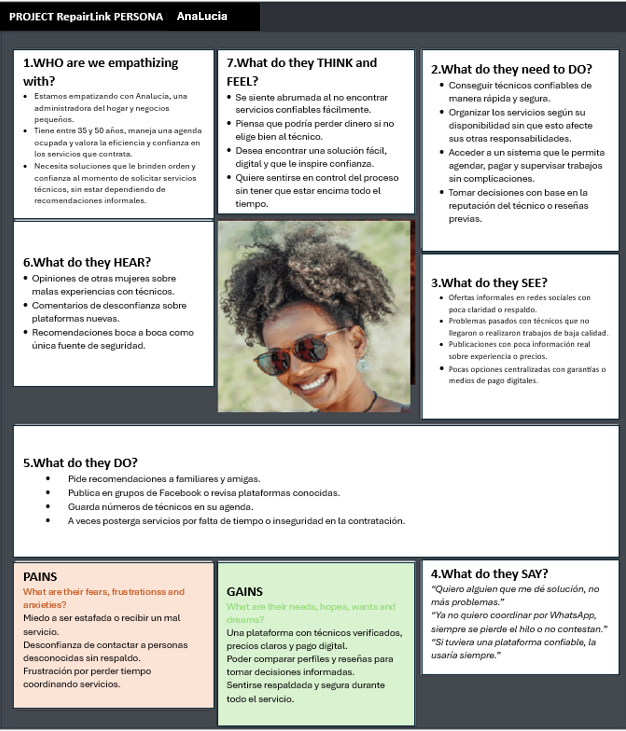 PROJECT RepairLink PERSONA AnaLucia
1.WHO are we empathizing
with?
• Estamos empatizando con Analucía, una
administradora del hogar y negocios
pequeños.
• Tiene entre 35 y 50 años, maneja una agenda
ocupada y valora la eficiencia y confianza en
los servicios que contrata.
• Necesita soluciones que le brinden orden y
confianza al momento de solicitar servicios
técnicos, sin estar dependiendo de
recomendaciones informales.
7.What do they THINK and
FEEL?
• Se siente abrumada al no encontrar
servicios confiables fácilmente.
• Piensa que podría perder dinero si no
elige bien al técnico.
• Desea encontrar una solución fácil,
digital y que le inspire confianza.
• Quiere sentirse en control del proceso
sin tener que estar encima todo el
tiempo.
2.What do they need to DO?
• Conseguir técnicos confiables de
manera rápida y segura.
• Organizar los servicios según su
disponibilidad sin que esto afecte
sus otras responsabilidades.
• Acceder a un sistema que le permita
agendar, pagar y supervisar trabajos
sin complicaciones.
• Tomar decisiones con base en la
reputación del técnico o reseñas
previas.
6.What do they HEAR?
• Opiniones de otras mujeres sobre
malas experiencias con técnicos.
• Comentarios de desconfianza sobre
plataformas nuevas.
• Recomendaciones boca a boca como
única fuente de seguridad.
3.What do they SEE?
• Ofertas informales en redes sociales con
poca claridad o respaldo.
• Problemas pasados con técnicos que no
llegaron o realizaron trabajos de baja calidad.
• Publicaciones con poca información real
sobre experiencia o precios.
• Pocas opciones centralizadas con garantías o
medios de pago digitales.
5.What do they DO?
• Pide recomendaciones a familiares y amigas.
• Publica en grupos de Facebook o revisa plataformas conocidas.
• Guarda números de técnicos en su agenda.
• A veces posterga servicios por falta de tiempo o inseguridad en la contratación.
PAINS
What are their fears, frustrationss and
anxieties?
Miedo a ser estafada o recibir un mal
servicio.
Desconfianza de contactar a personas
desconocidas sin respaldo.
Frustración por perder tiempo
coordinando servicios.
GAINS
What are their needs, hopes, wants and
dreams?
Una plataforma con técnicos verificados,
precios claros y pago digital.
Poder comparar perfiles y reseñas para
tomar decisiones informadas.
Sentirse respaldada y segura durante
todo el servicio.
4.What do they SAY?
“Quiero alguien que me dé solución, no
más problemas.”
“Ya no quiero coordinar por WhatsApp,
siempre se pierde el hilo o no contestan.”
“Si tuviera una plataforma confiable, la
usaría siempre.”